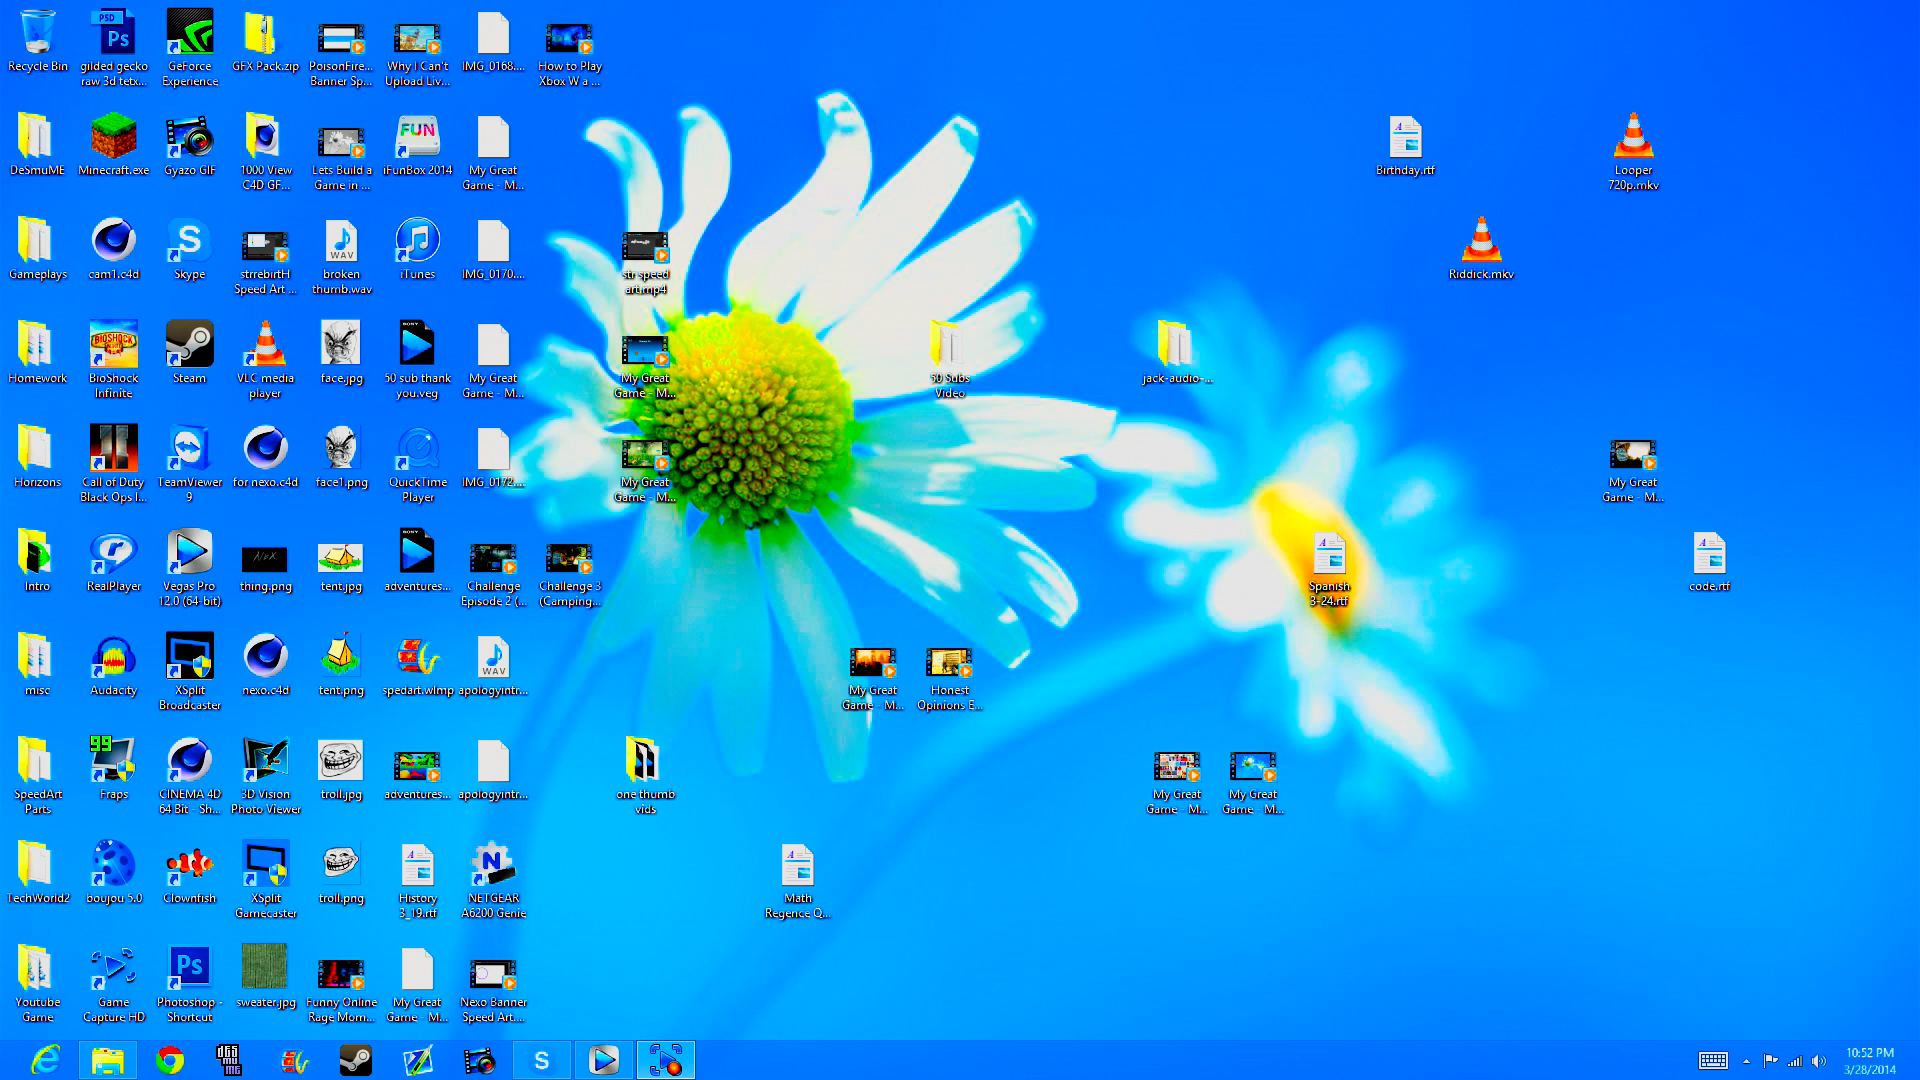 Recycle Bin
gilded gecko
raw 3d tetx...
GeForce
Experience
GFX Pack.zip
PoisonFire...
Banner Sp...
Why I Can't
Upload Liv...
IMG_0168....
How to Play
Xbox W a ...
DeSmuME
Minecraft.exe
Gyazo GIF
1000 View
C4D GF...
Lets Build a
Game in ...
FUN
iFunBox 2014
My Great
Game - M...
Birthday.rtf
Looper
720p.mkv
Gameplays
cam1.c4d
Skype
strrebirtH
Speed Art ...
WAV
broken
thumb.wav
iTunes
IMG_0170....
str speed
art.mp4
Riddick.mkv
Homework
BIOSHOCK
BioShock
Infinite
Steam
VLC media
player
face.jpg
SONY
50 sub thank
you.veg
My Great
Game - M...
My Great
Game - M...
50 Subs
Video
jack-audio-...
Horizons
Call of Duty
Black Ops I...
TeamViewer
9
for nexo.c4d
face1.png
QuickTime
Player
IMG_0172....
My Great
Game - M...
My Great
Game - M...
Intro
RealPlayer
Vegas Pro
12.0 (64-bit)
thing.png
tent.jpg
SONY
adventures...
Challenge
Episode 2 (...
Challenge 3
(Camping...
Spanish
3-24.rtf
code.rtf
misc
Audacity
XSplit
Broadcaster
nexo.c4d
tent.png
spedart.wlmp
WAV
apologyintr...
My Great
Game - M...
Honest
Opinions E...
SpeedArt
Parts
99
Fraps
CINEMA 4D
64 Bit - Sh...
3D Vision
Photo Viewer
troll.jpg
adventures...
apologyintr...
one thumb
vids
My Great
Game - M...
My Great
Game - M...
TechWorld2
boujou 5.0
Clownfish
XSplit
Gamecaster
troll.png
History
3_19.rtf
N
NETGEAR
A6200 Genie
Math
Regence Q...
Youtube
Game
Game
Capture HD
Ps
Photoshop -
Shortcut
sweater.jpg
Funny Online
Rage Mom...
My Great
Game - M...
Nexo Banner
Speed Art....
10:52 PM
3/28/2014